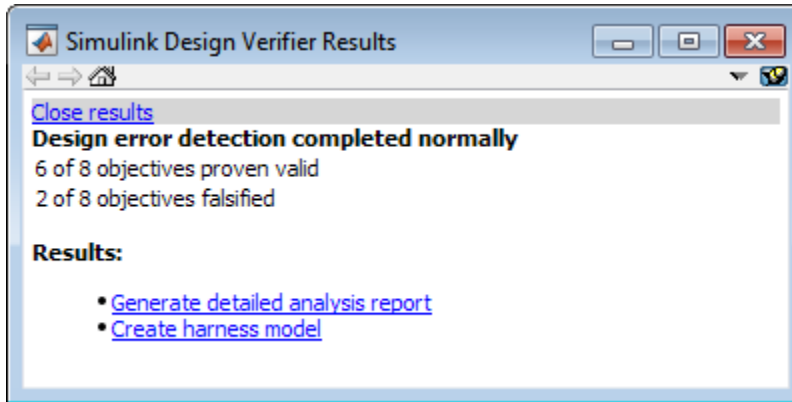 Simulink Design Verifier Results
Close results
Design error detection completed normally
6 of 8 objectives proven valid
2 of 8 objectives falsified
Results:
• Generate detailed analysis report
• Create harness model